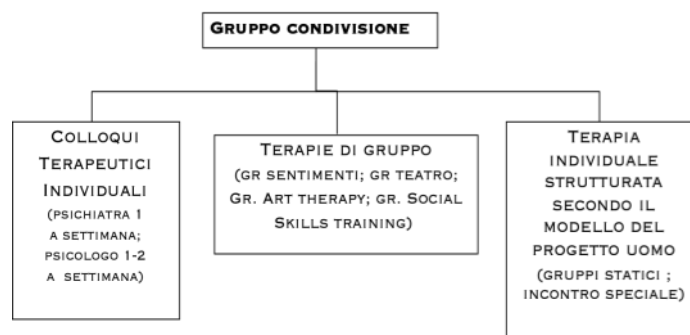 GRUPPO CONDIVISIONE
COLLOQUI
TERAPEUTICI
INDIVIDUALI
(PSICHIATRA 1
A SETTIMANA;
PSICOLOGO 1-2
A SETTIMANA)
TERAPIE DI GRUPPO
(GR SENTIMENTI; GR TEATRO;
GR. ART THERAPY; GR. SOCIAL
SKILLS TRAINING)
TERAPIA
INDIVIDUALE
STRUTTURATA
SECONDO IL
MODELLO DEL
PROGETTO UOMO
(GRUPPI STATICI ;
INCONTRO SPECIALE)